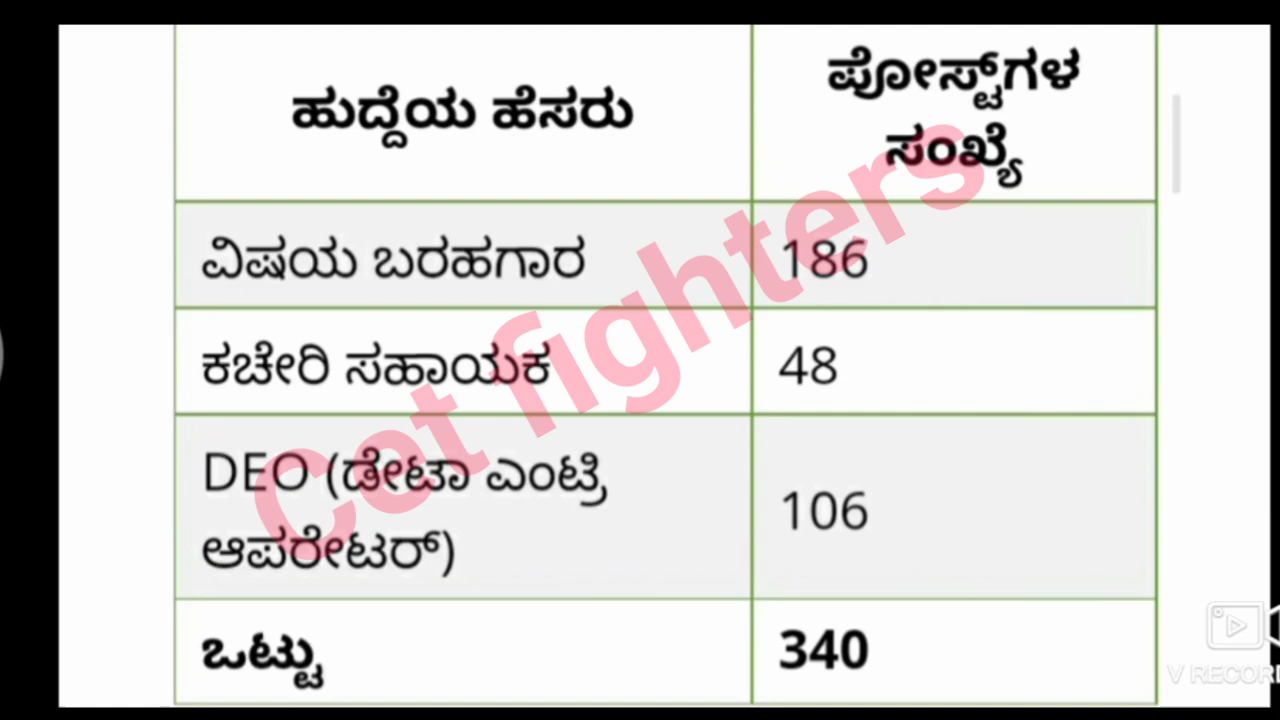 ಹುದ್ದೆಯ ಹೆಸರು
ಪೋಸ್ಟ್‌ಗಳ
ಸಂಖ್ಯೆ
ವಿಷಯ ಬರಹಗಾರ
186
ಕಚೇರಿ ಸಹಾಯಕ
48
DEO (ಡೇಟಾ ಎಂಟ್ರಿ
ಆಪರೇಟರ್)
106
ಒಟ್ಟು
340
Cet fighters